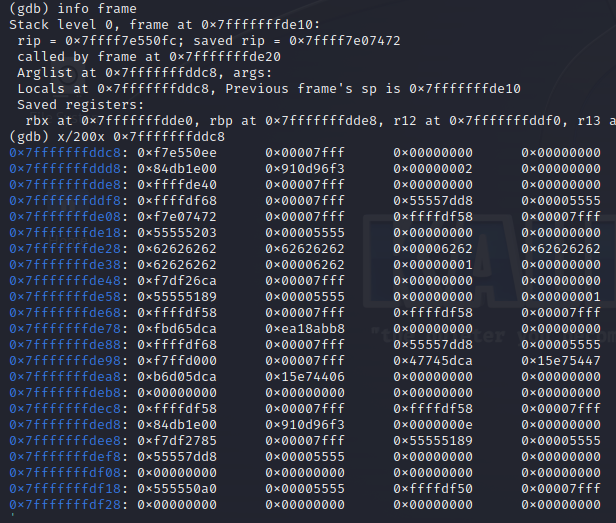 (gdb) info frame
Stack level 0, frame at 0x7fffffffde10:
 rip = 0x7ffff7e550fc; saved rip = 0x7ffff7e07472
 called by frame at 0x7fffffffde20
 Arglist at 0x7fffffffddc8, args:
 Locals at 0x7fffffffddc8, Previous frame's sp is 0x7fffffffde10
 Saved registers:
  rbx at 0x7fffffffdde0, rbp at 0x7fffffffdde8, r12 at 0x7fffffffddf0, r13 a
(gdb) x/200x 0x7fffffffddc8
0x7fffffffddc8: 0xf7e550ee 0x00007fff 0x00000000 0x00000000
0x7fffffffddd8: 0x84db1e00 0x910d96f3 0x00000002 0x00000000
0x7fffffffdde8: 0xffffde40 0x00007fff 0x00000000 0x00000000
0x7fffffffddf8: 0xffffdf68 0x00007fff 0x55557dd8 0x00005555
0x7fffffffde08: 0xf7e07472 0x00007fff 0xffffdf58 0x00007fff
0x7fffffffde18: 0x55555203 0x00005555 0x00000000 0x00000000
0x7fffffffde28: 0x62626262 0x62626262 0x00006262 0x62626262
0x7fffffffde38: 0x62626262 0x00006262 0x00000001 0x00000000
0x7fffffffde48: 0xf7df26ca 0x00007fff 0x00000000 0x00000000
0x7fffffffde58: 0x55555189 0x00005555 0x00000000 0x00000001
0x7fffffffde68: 0xffffdf58 0x00007fff 0xffffdf58 0x00007fff
0x7fffffffde78: 0xfbd65dca 0xea18abb8 0x00000000 0x00000000
0x7fffffffde88: 0xffffdf68 0x00007fff 0x55557dd8 0x00005555
0x7fffffffde98: 0xf7ffd000 0x00007fff 0x47745dca 0x15e75447
0x7fffffffdea8: 0xb6d05dca 0x15e74406 0x00000000 0x00000000
0x7fffffffdeb8: 0x00000000 0x00000000 0x00000000 0x00000000
0x7fffffffdec8: 0xffffdf58 0x00007fff 0xffffdf58 0x00007fff
0x7fffffffded8: 0x84db1e00 0x910d96f3 0x0000000e 0x00000000
0x7fffffffdee8: 0xf7df2785 0x00007fff 0x55555189 0x00005555
0x7fffffffdef8: 0x55557dd8 0x00005555 0x00000000 0x00000000
0x7fffffffdf08: 0x00000000 0x00000000 0x00000000 0x00000000
0x7fffffffdf18: 0x555550a0 0x00005555 0xffffdf50 0x00007fff
0x7fffffffdf28: 0x00000000 0x00000000 0x00000000 0x00000000